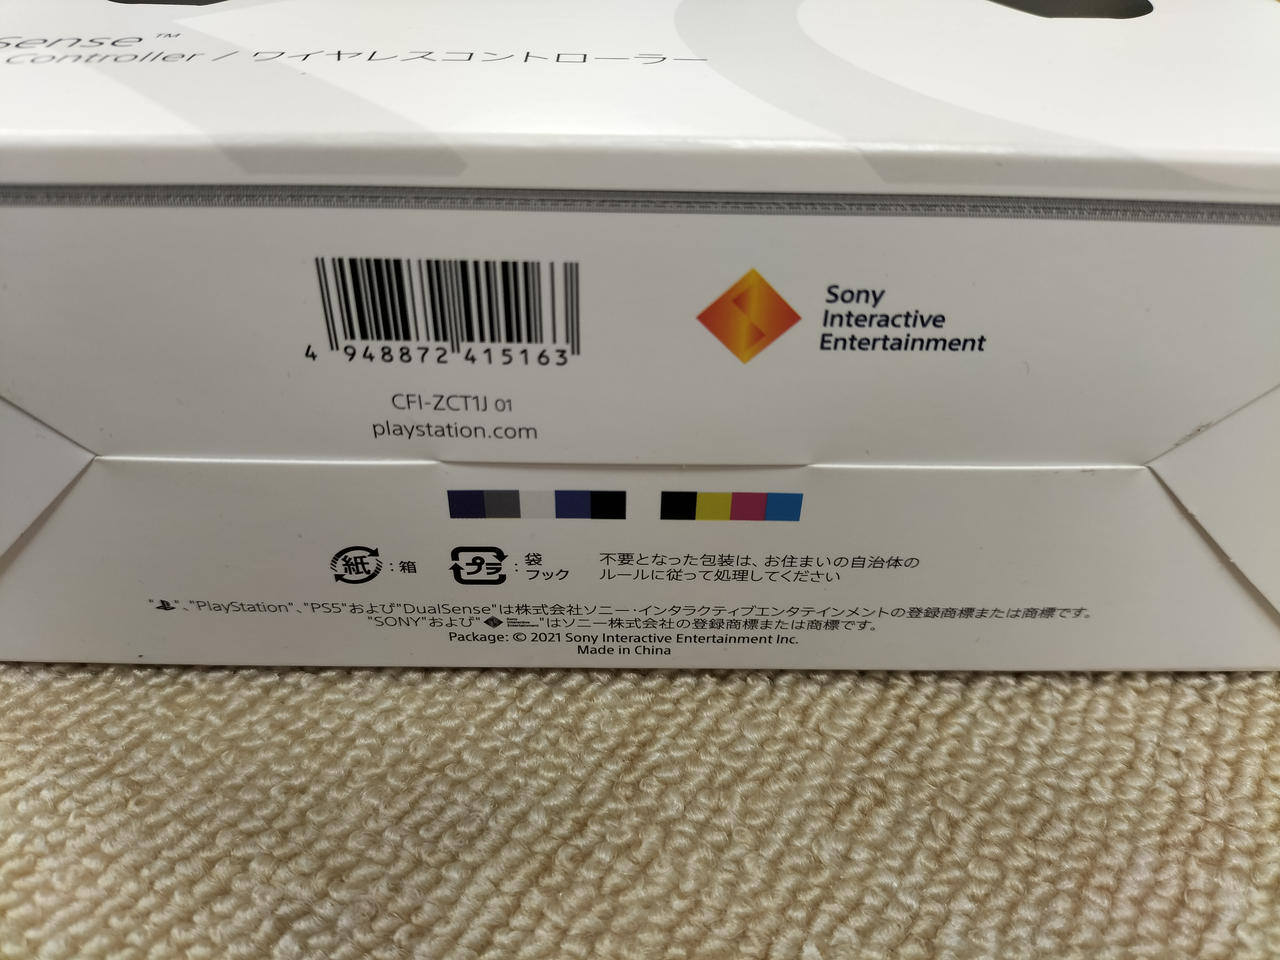 Sense™
Controller / ワイヤレスコントローラー
4 948872 415163
CFI-ZCT1J 01
playstation.com
Sony
Interactive
Entertainment
紙 : 箱
プラ : 袋
フック
不要となった包装は、お住まいの自治体の
ルールに従って処理してください
" "、"PlayStation"、"PS5"および"DualSense"は株式会社ソニー・インタラクティブエンタテインメントの登録商標または商標です。
"SONY"および" "はソニー株式会社の登録商標または商標です。
Package: © 2021 Sony Interactive Entertainment Inc.
Made in China